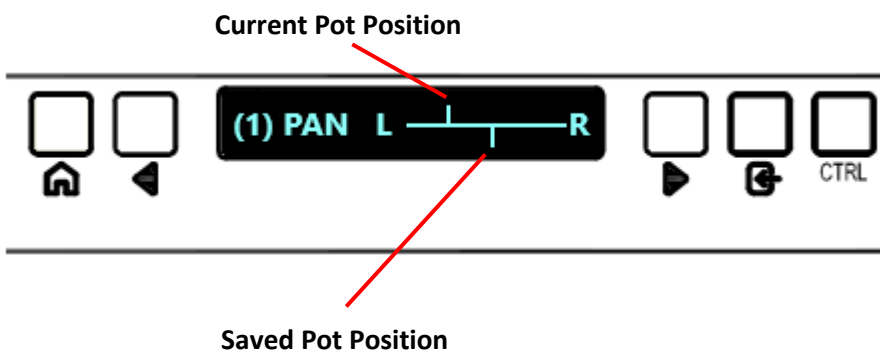 Current Pot Position
(1) PAN L R
CTRL
Saved Pot Position